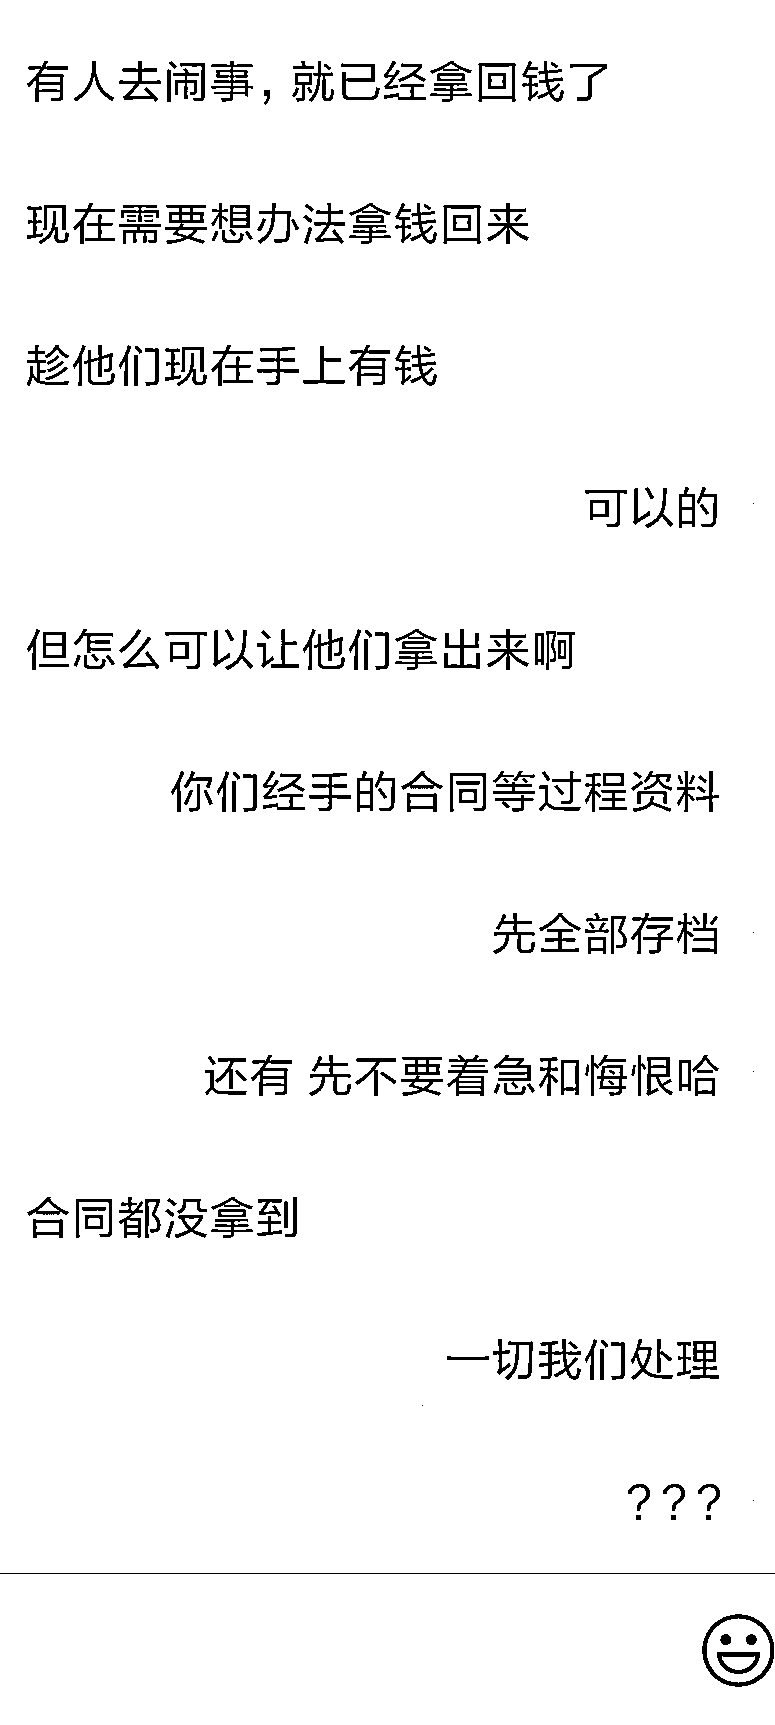 有人去闹事，就已经拿回钱了
现在需要想办法拿钱回来
趁他们现在手上有钱
可以的
但怎么可以让他们拿出来啊
你们经手的合同等过程资料
先全部存档
还有 先不要着急和悔恨哈
合同都没拿到
一切我们处理
？？？